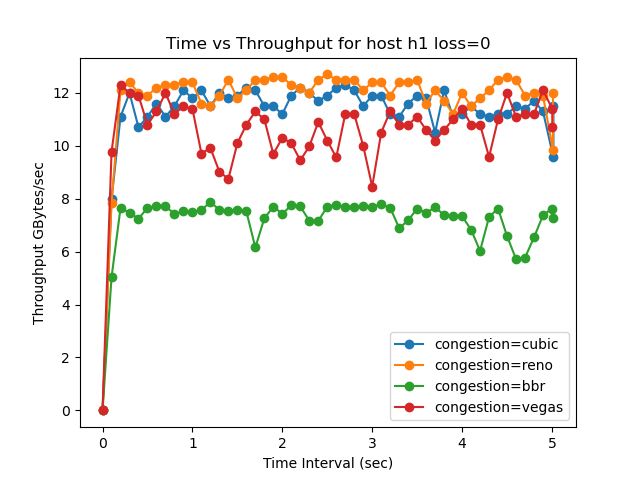 Time vs Throughput for host h1 loss=0
Throughput GBytes/sec
12
10
8
6
4
2
0
congestion=cubic
congestion=reno
congestion=bbr
congestion=vegas
0 1 2 3 4 5
Time Interval (sec)